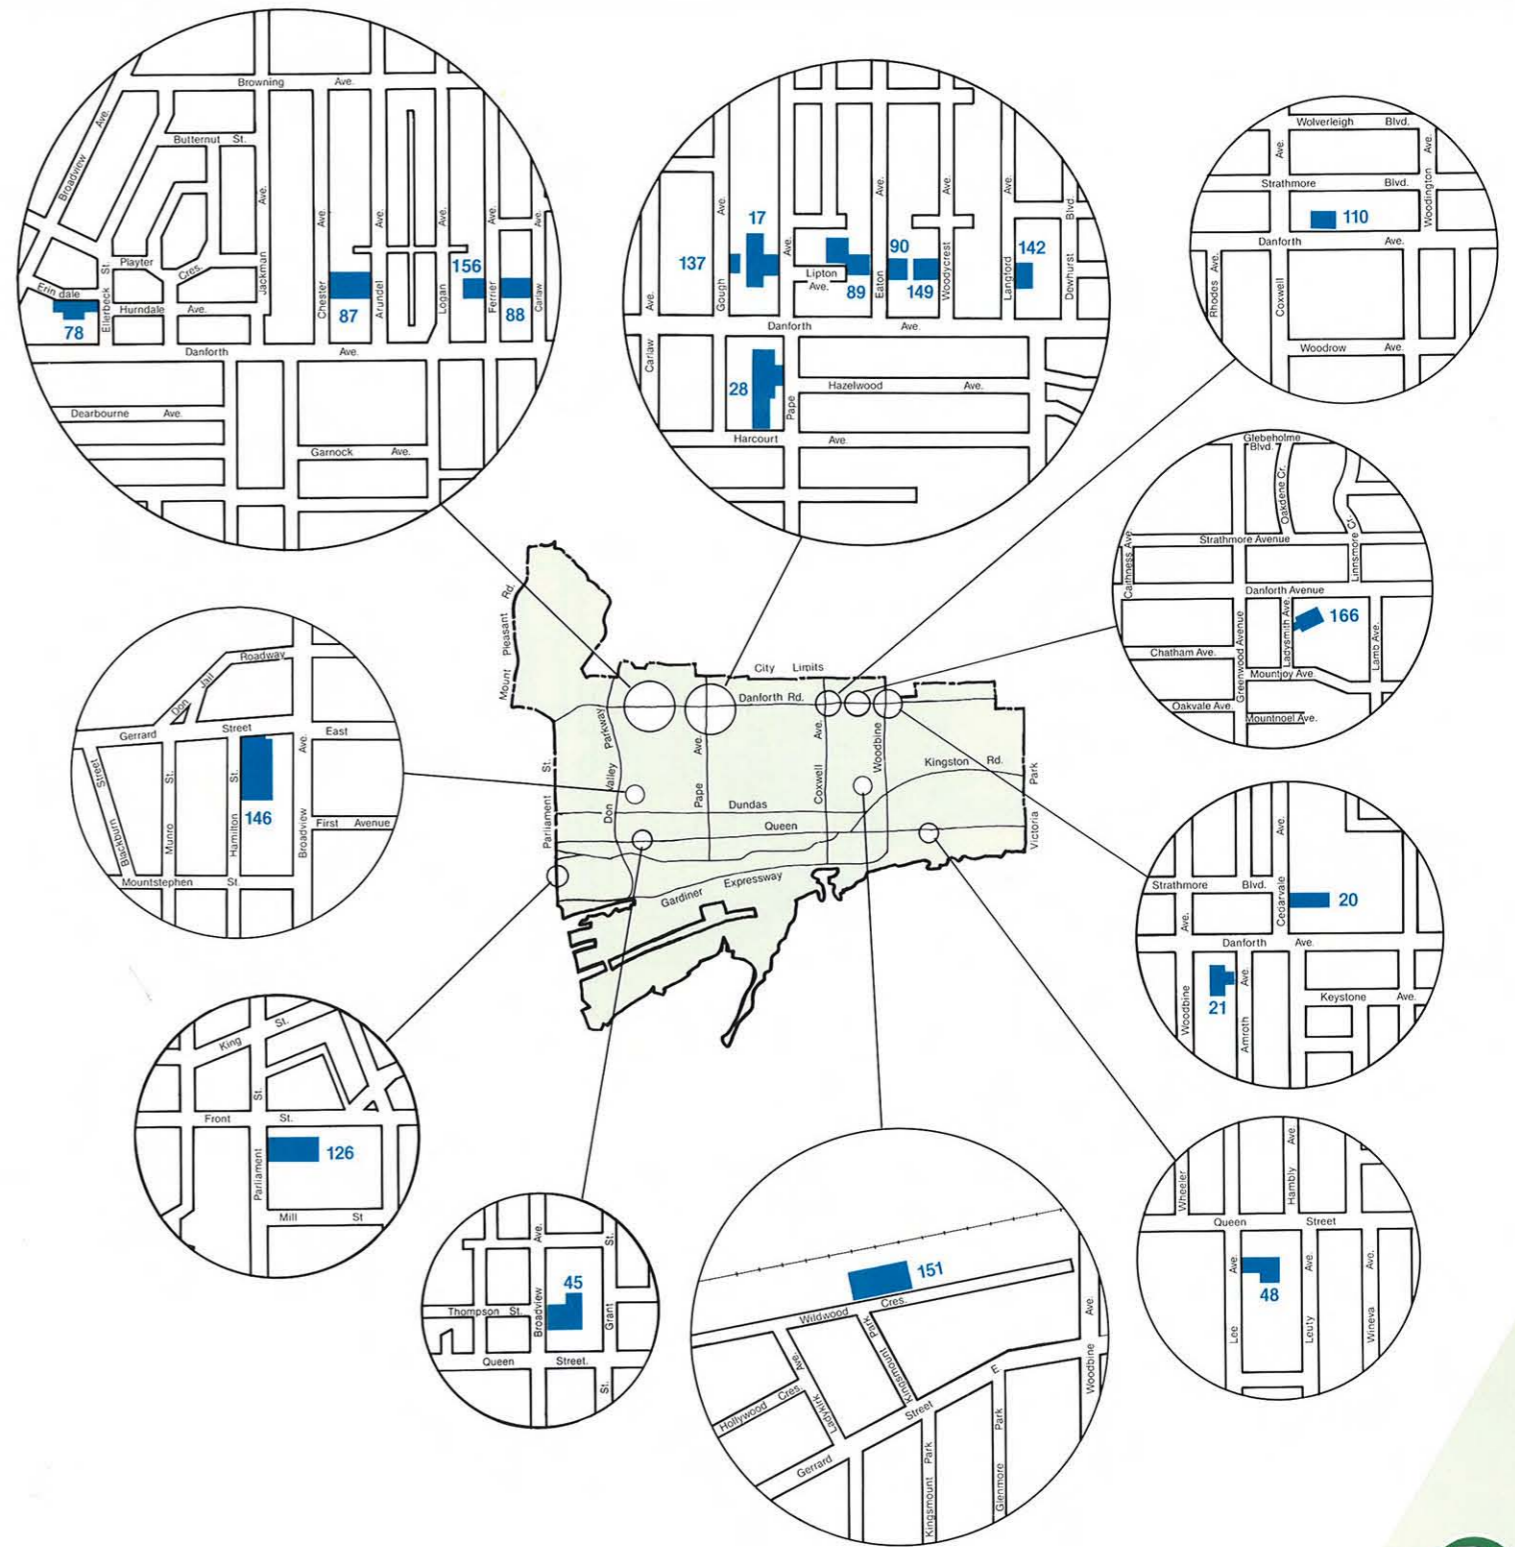 Browning Ave.
Broadview Ave.
Butternut St.
Jackman Ave.
Chester Ave.
Arundel Ave.
Logan Ave.
Ferrier Ave.
Carlaw Ave.
Playter Cres.
Erindale
Ellerbeck St.
Hurndale Ave.
78
87
156
88
Danforth Ave.
Dearbourne Ave.
Garnock Ave.
Gough Ave.
Ave.
Eaton Ave.
Woodycrest Ave.
Langford Ave.
Dewhurst Blvd.
17
137
Lipton Ave.
90
89
149
142
Carlaw Ave.
Danforth Ave.
28
Pape
Hazelwood Ave.
Harcourt Ave.
Wolverleigh Blvd.
Coxwell Ave.
Woodington Ave.
Strathmore Blvd.
110
Danforth Ave.
Rhodes Ave.
Woodrow Ave.
Glebeholme Blvd.
Oakdene Cr.
Linnsmore Cr.
Caithness Ave.
Strathmore Avenue
Danforth Avenue
Greenwood Avenue
Ladysmith Ave.
166
Lamb Ave.
Chatham Ave.
Mountjoy Ave
Oakvale Ave.
Mountnoel Ave.
Mount Pleasant Rd.
City Limits
Danforth Rd.
Don Valley Parkway
Pape Ave.
Coxwell Ave.
Woodbine
Kingston Rd.
Victoria Park
Parliament St.
Dundas
Queen
Gardiner Expressway
Don Jail Roadway
Gerrard Street East
Blackburn Street
Munro St.
Hamilton St.
Broadview Ave.
146
First Avenue
Mountstephen St.
Strathmore Blvd.
Cedarvale Ave.
20
Danforth Ave.
Woodbine Ave.
21
Amroth Ave.
Keystone Ave.
King St.
Front St.
Parliament St.
126
Mill St
Broadview Ave.
Grant St.
45
Thompson St.
Queen Street.
St.
151
Wildwood Cres.
Kingsmount Park
Ladykirk Ave.
Hollywood Cres.
Gerrard Street E
Woodbine Ave.
Kingsmount Park
Glenmore Park
Wheeler
Hambly Ave.
Queen Street
Lee Ave.
48
Leuty Ave.
Wineva Ave.